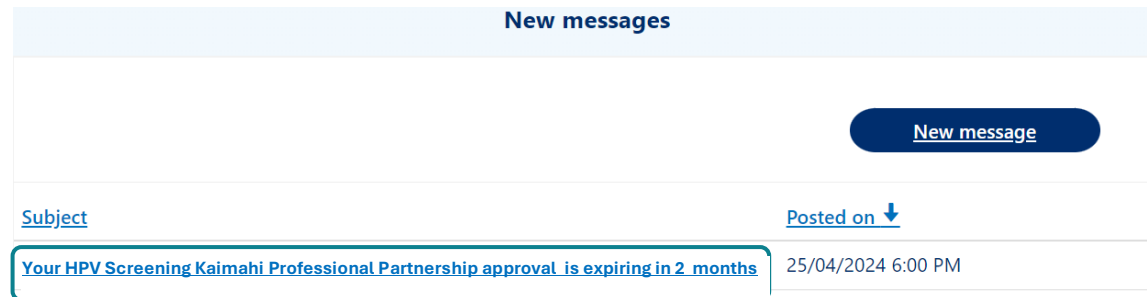 New messages
New message
Subject Posted on
Your HPV Screening Kaimahi Professional Partnership approval is expiring in 2 months 25/04/2024 6:00 PM